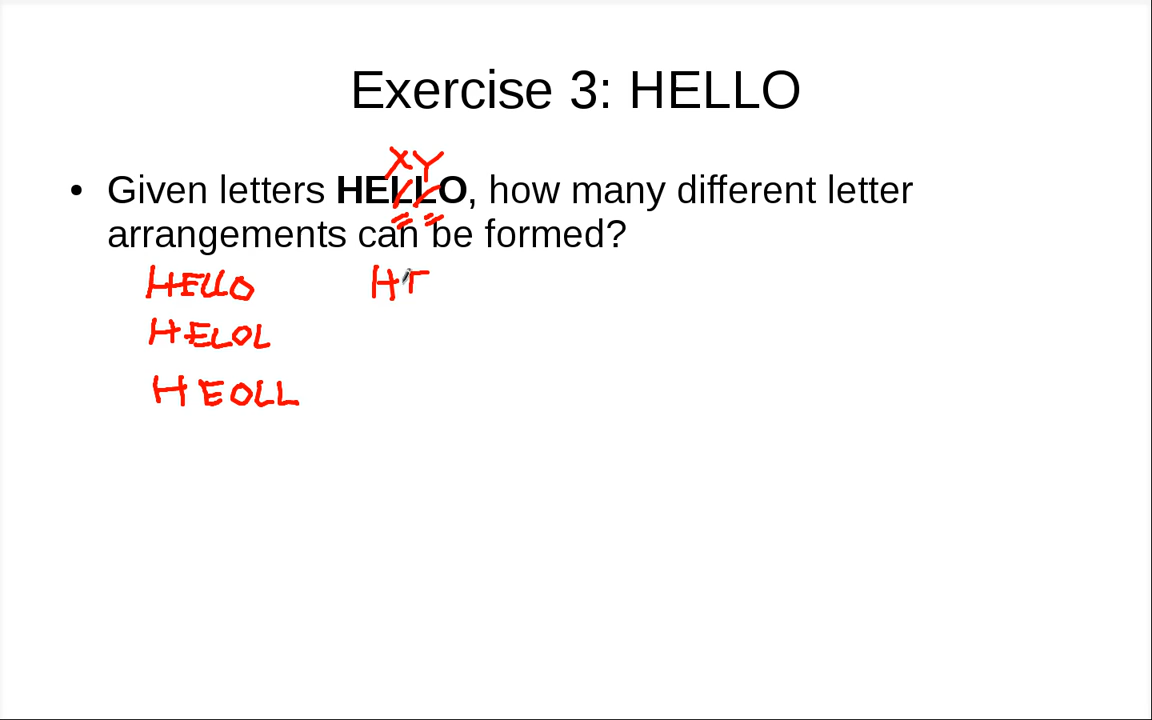 Exercise 3: HELLO
XY
• Given letters HELLO, how many different letter
arrangements can be formed?
HELLO H
HELOL
HEOLL